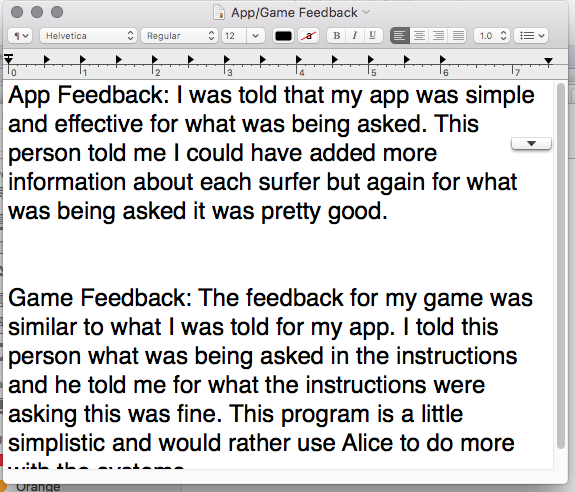 App/Game Feedback
¶ Helvetica Regular 12 a B I U 1.0
0 1 2 3 4 5 6 7
App Feedback: I was told that my app was simple
and effective for what was being asked. This
person told me I could have added more
information about each surfer but again for what
was being asked it was pretty good.
Game Feedback: The feedback for my game was
similar to what I was told for my app. I told this
person what was being asked in the instructions
and he told me for what the instructions were
asking this was fine. This program is a little
simplistic and would rather use Alice to do more
with the systems
Orange